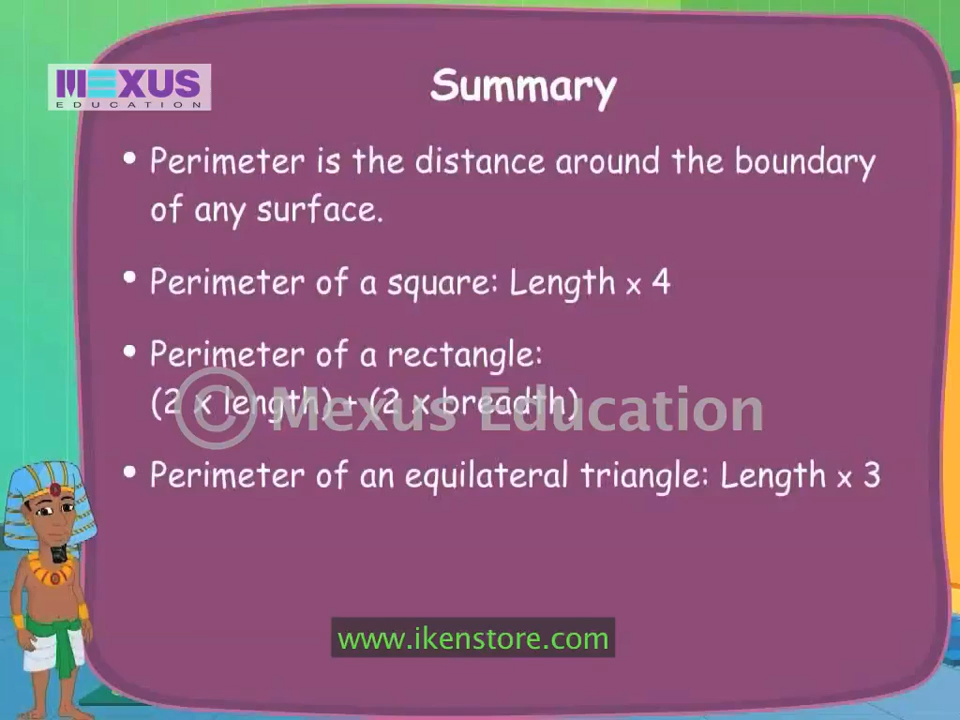 MEXUS
EDUCATION
Summary
• Perimeter is the distance around the boundary
of any surface.
• Perimeter of a square: Length x 4
• Perimeter of a rectangle:
(2 x length) + (2 x breadth)
© Mexus Education
• Perimeter of an equilateral triangle: Length x 3
www.ikenstore.com